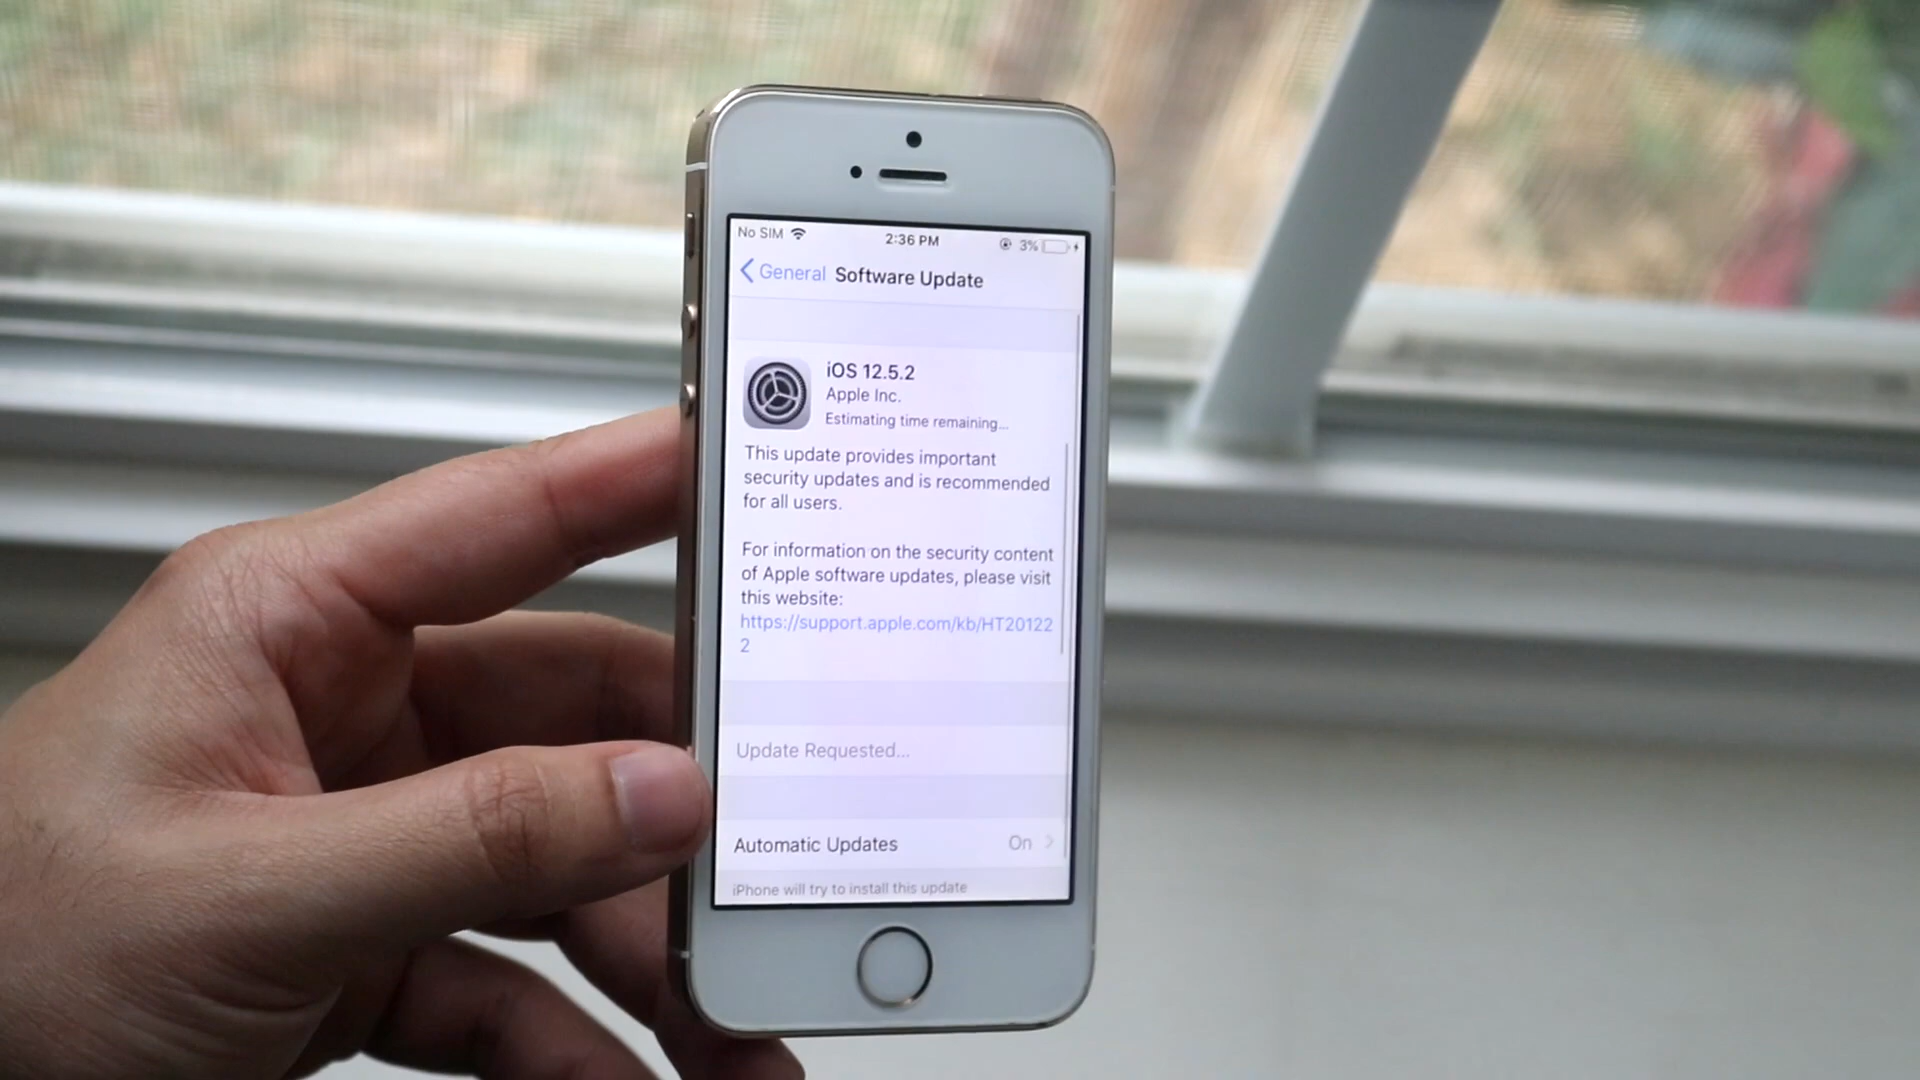 No SIM 2:36 PM 3%
General Software Update
iOS 12.5.2
Apple Inc.
Estimating time remaining...
This update provides important
security updates and is recommended
for all users.
For information on the security content
of Apple software updates, please visit
this website:
https://support.apple.com/kb/HT20122
2
Update Requested...
Automatic Updates On
iPhone will try to install this update